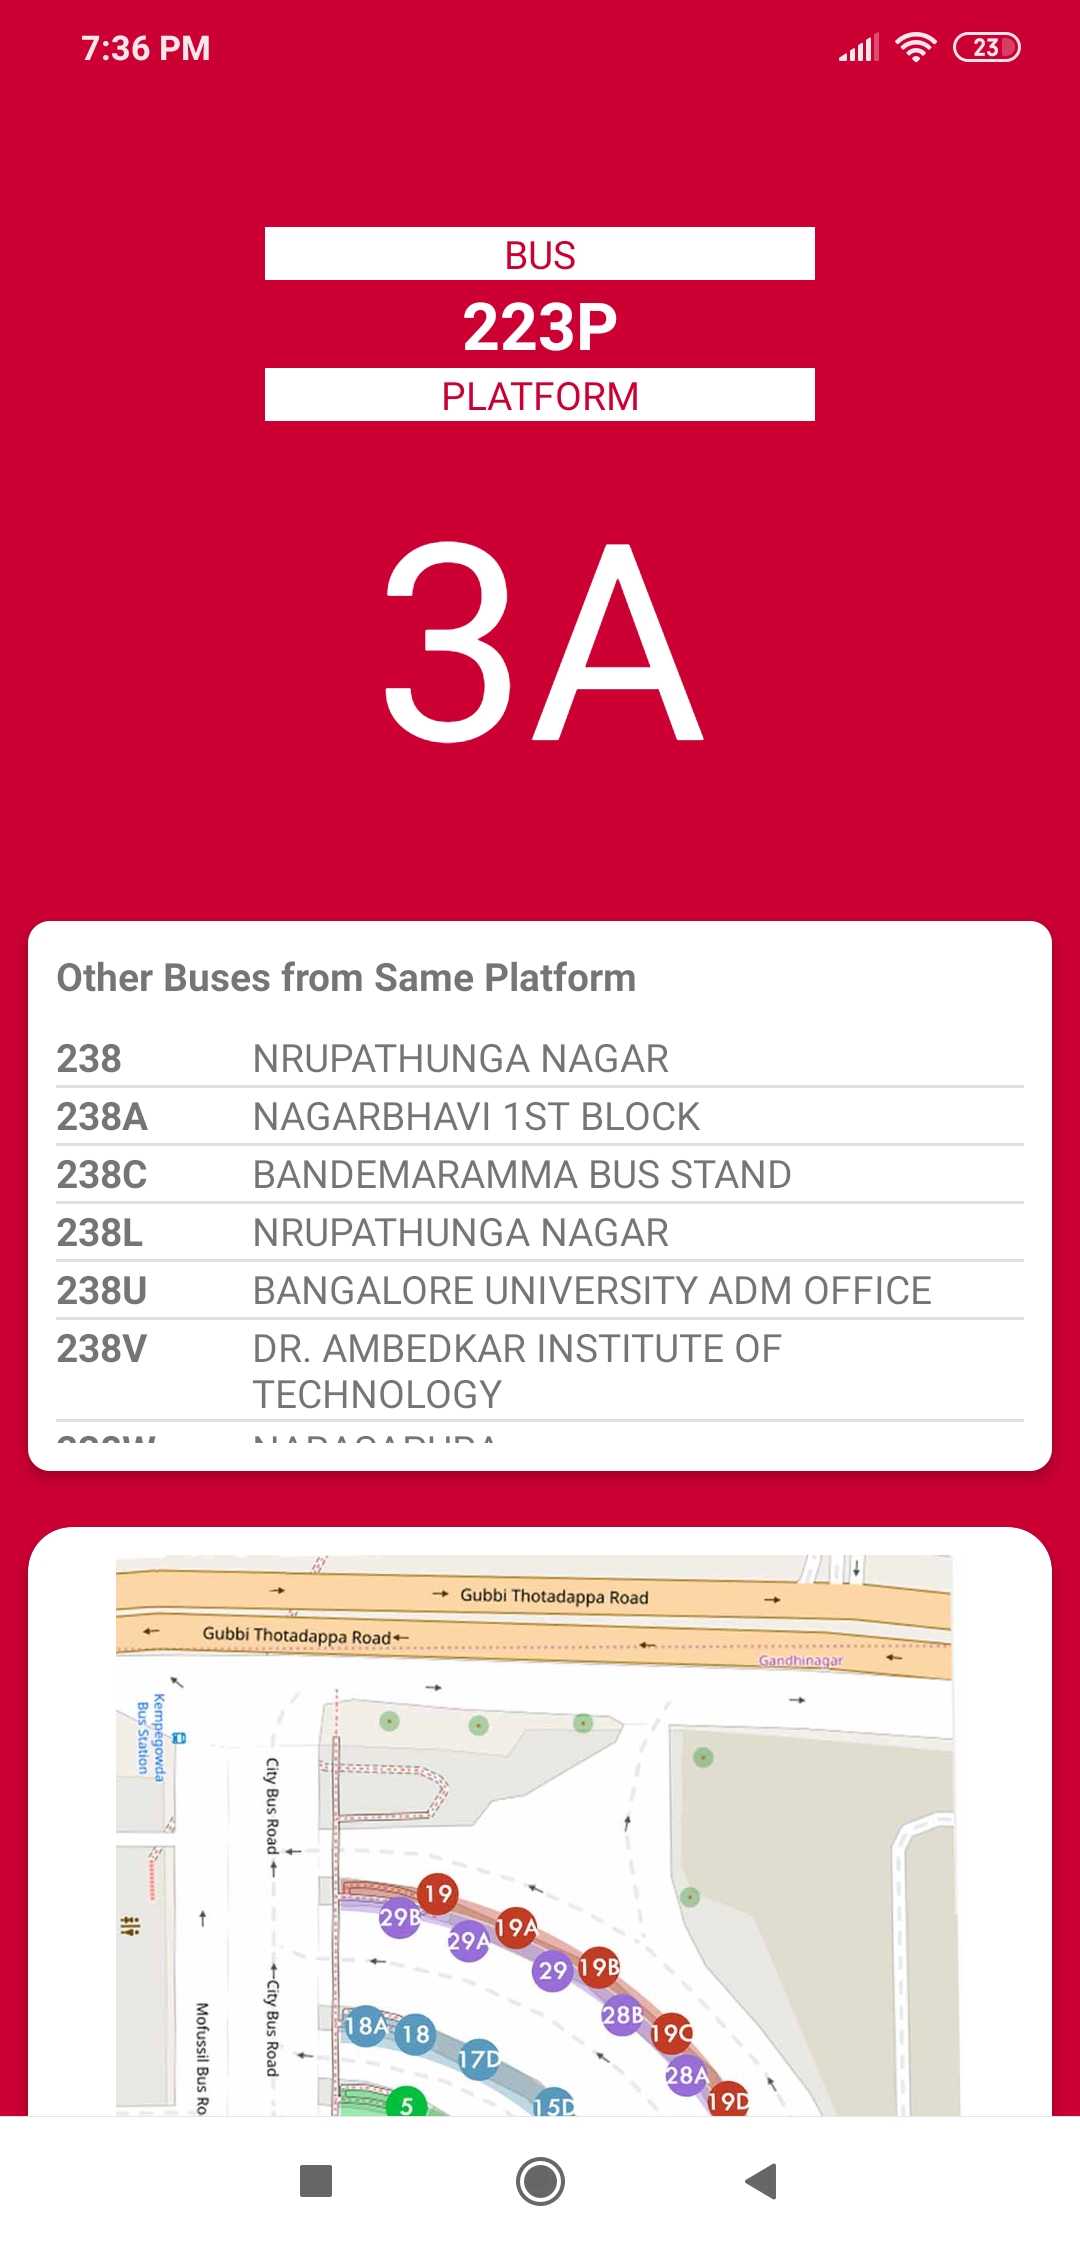 7:36 PM
23
BUS
223P
PLATFORM
3A
Other Buses from Same Platform
238 NRUPATHUNGA NAGAR
238A NAGARBHAVI 1ST BLOCK
238C BANDEMARAMMA BUS STAND
238L NRUPATHUNGA NAGAR
238U BANGALORE UNIVERSITY ADM OFFICE
238V DR. AMBEDKAR INSTITUTE OF
TECHNOLOGY
Gubbi Thotadappa Road
Gubbi Thotadappa Road
Gandhinagar
Kempegowda
Bus Station
City Bus Road
19
29B
19A
29A
29
19B
28B
19C
28A
19D
City Bus Road
Mofussil Bus Ro
18A
18
17D
15D
5